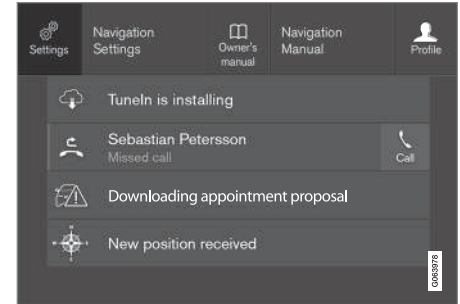 Settings
Navigation
Settings
Owner's
manual
Navigation
Manual
Profile
TuneIn is installing
Sebastian Petersson
Missed call
Call
Downloading appointment proposal
New position received
G063978